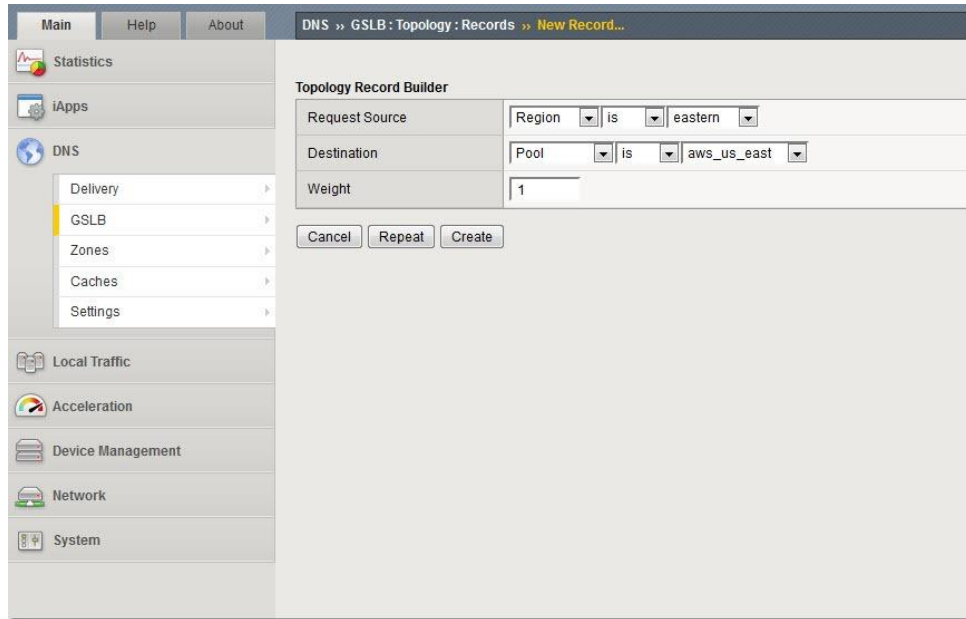 Main Help About
DNS ›› GSLB : Topology : Records ›› New Record...
Statistics
iApps
DNS
Delivery
GSLB
Zones
Caches
Settings
Local Traffic
Acceleration
Device Management
Network
System
Topology Record Builder
Request Source Region is eastern
Destination Pool is aws_us_east
Weight 1
Cancel Repeat Create